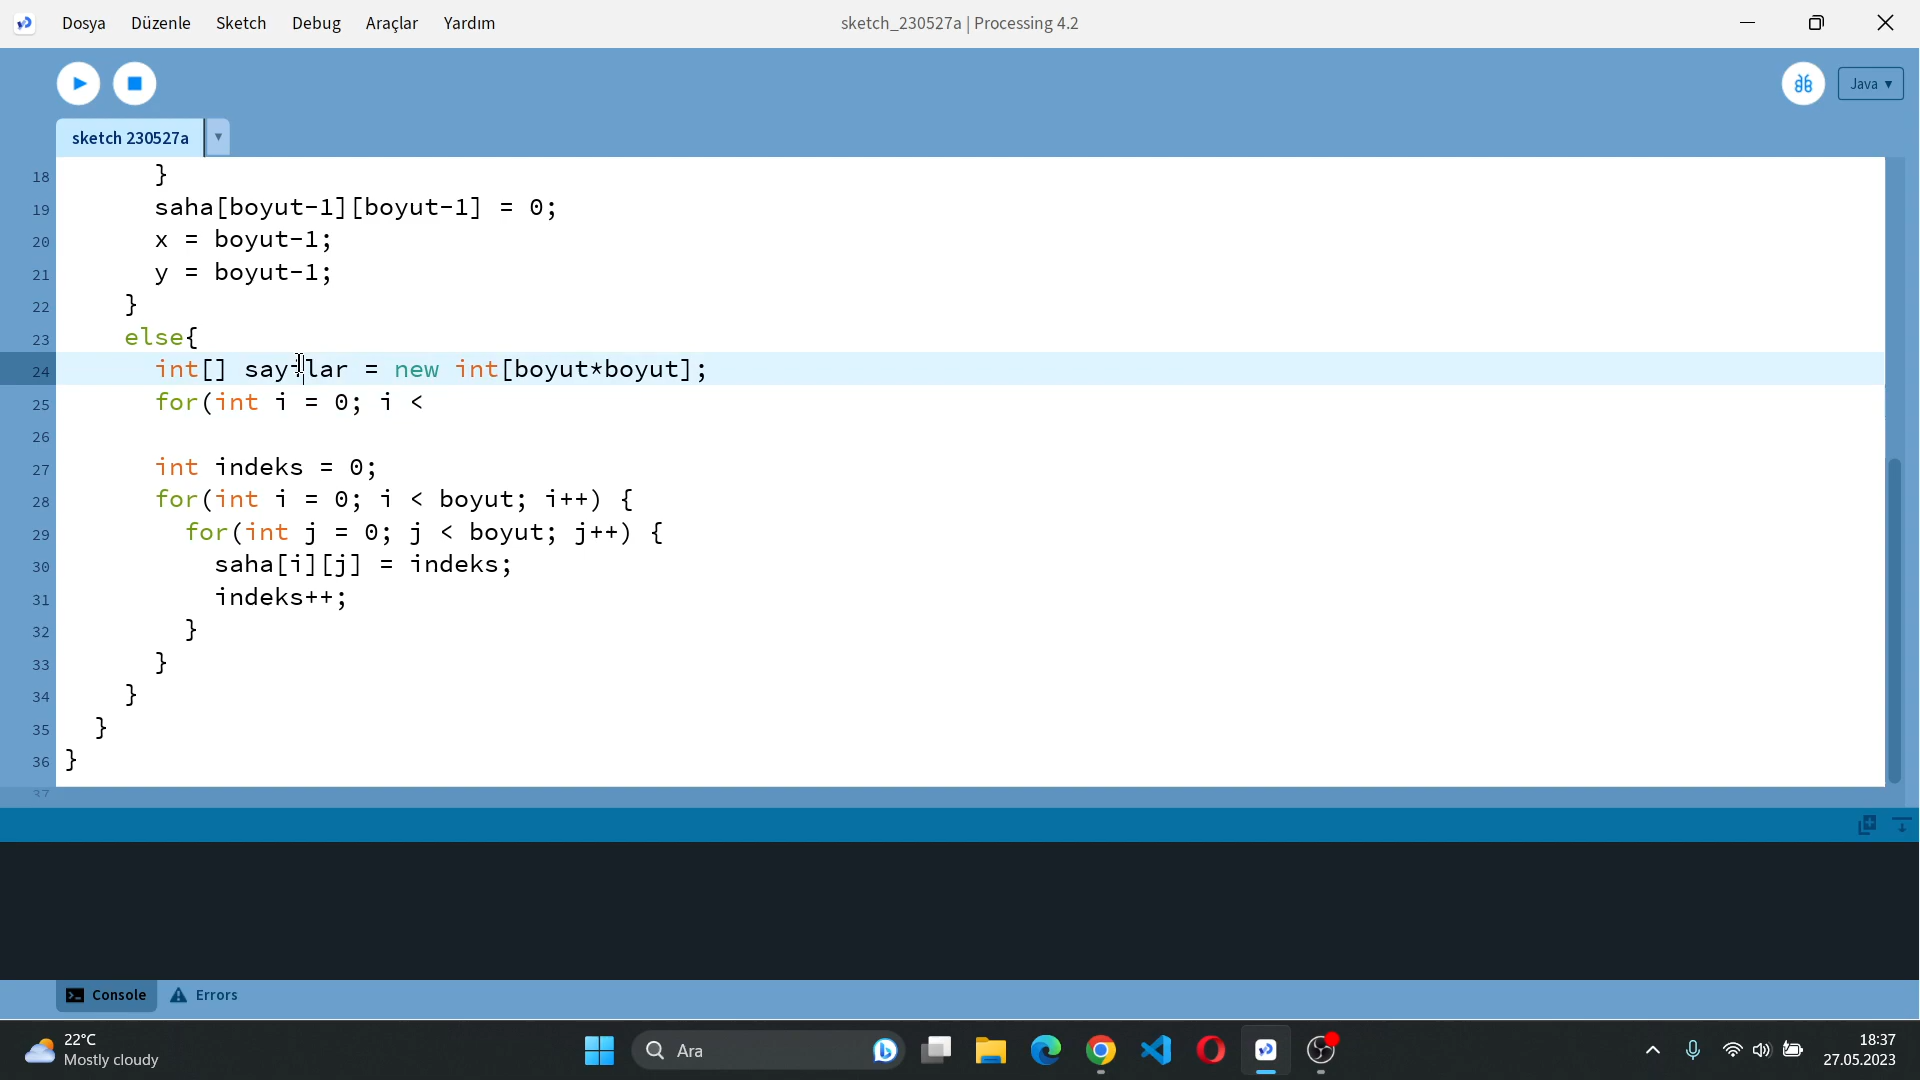 Dosya Düzenle Sketch Debug Araçlar Yardım
sketch_230527a | Processing 4.2
Java ▾
sketch 230527a
18 }
19 saha[boyut-1][boyut-1] = 0;
20 x = boyut-1;
21 y = boyut-1;
22 }
23 else{
24 int[] sayılar = new int[boyut*boyut];
25 for(int i = 0; i <
26
27 int indeks = 0;
28 for(int i = 0; i < boyut; i++) {
29 for(int j = 0; j < boyut; j++) {
30 saha[i][j] = indeks;
31 indeks++;
32 }
33 }
34 }
35 }
36 }
37
Console Errors
22°C
Mostly cloudy
Ara
18:37
27.05.2023